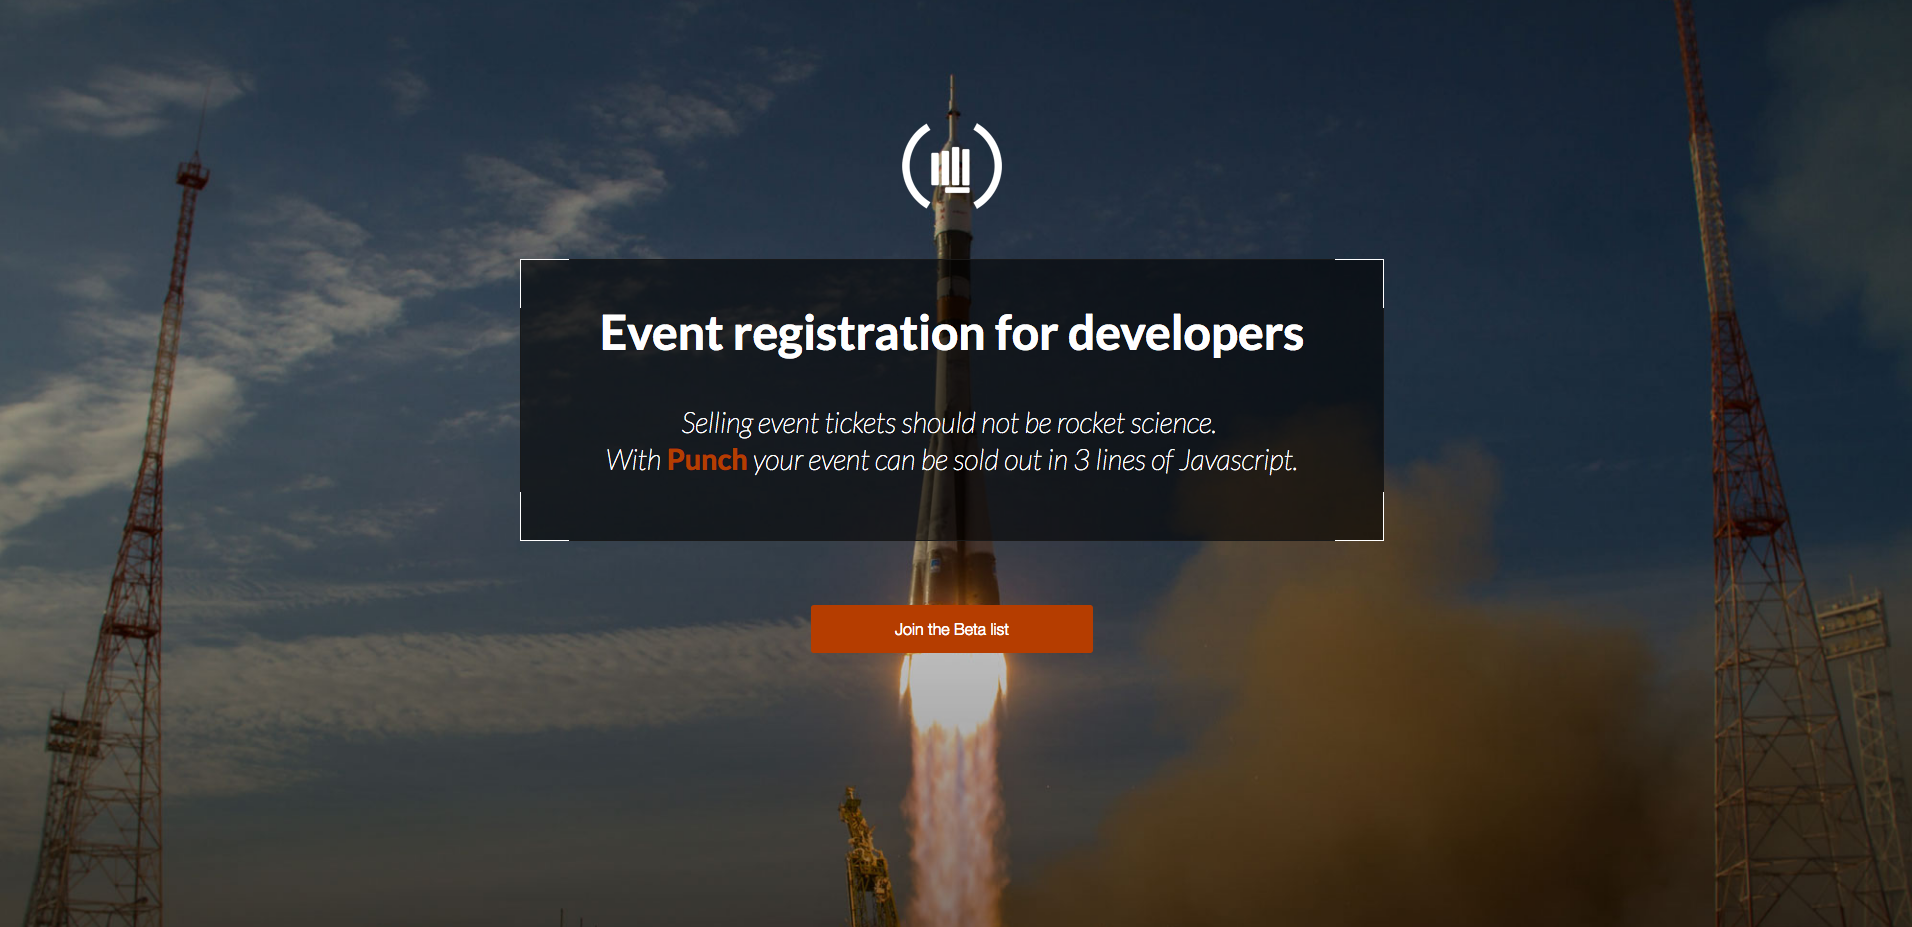 Event registration for developers
Selling event tickets should not be rocket science.
With Punch your event can be sold out in 3 lines of Javascript.
Join the Beta list